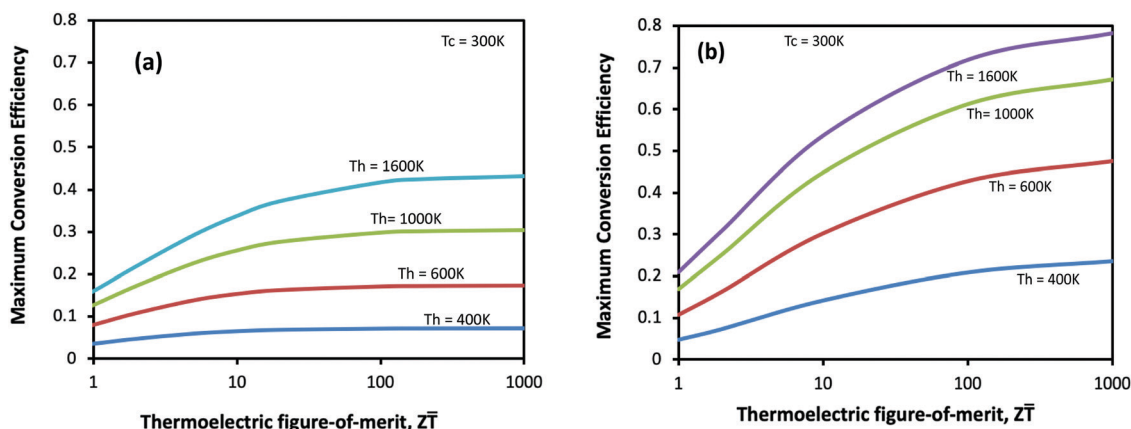 Maximum Conversion Efficiency
0.8
0.7
0.6
0.5
0.4
0.3
0.2
0.1
0
(a)
Tc = 300K
Th = 1600K
Th= 1000K
Th = 600K
Th = 400K
1
10
100
1000
Thermoelectric figure-of-merit, ZT̅
Maximum Conversion Efficiency
0.8
0.7
0.6
0.5
0.4
0.3
0.2
0.1
0
(b)
Tc = 300K
Th = 1600K
Th= 1000K
Th = 600K
Th = 400K
1
10
100
1000
Thermoelectric figure-of-merit, ZT̅